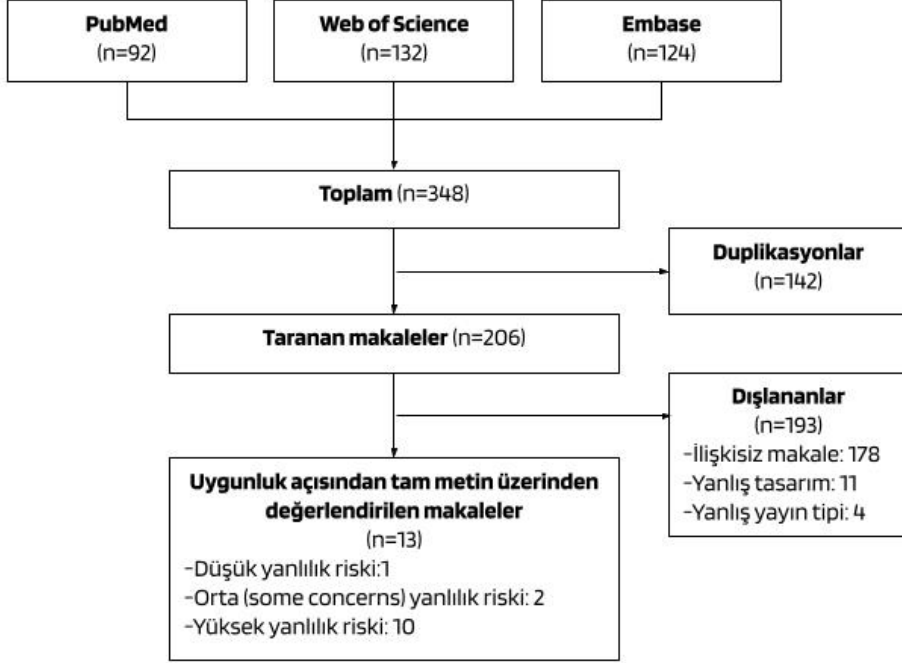 PubMed
(n=92)
Web of Science
(n=132)
Embase
(n=124)
Toplam (n=348)
Duplikasyonlar
(n=142)
Taranan makaleler (n=206)
Dışlananlar
(n=193)
-İlişkisiz makale: 178
-Yanlış tasarım: 11
-Yanlış yayın tipi: 4
Uygunluk açısından tam metin üzerinden
değerlendirilen makaleler
(n=13)
-Düşük yanlılık riski:1
-Orta (some concerns) yanlılık riski: 2
-Yüksek yanlılık riski: 10